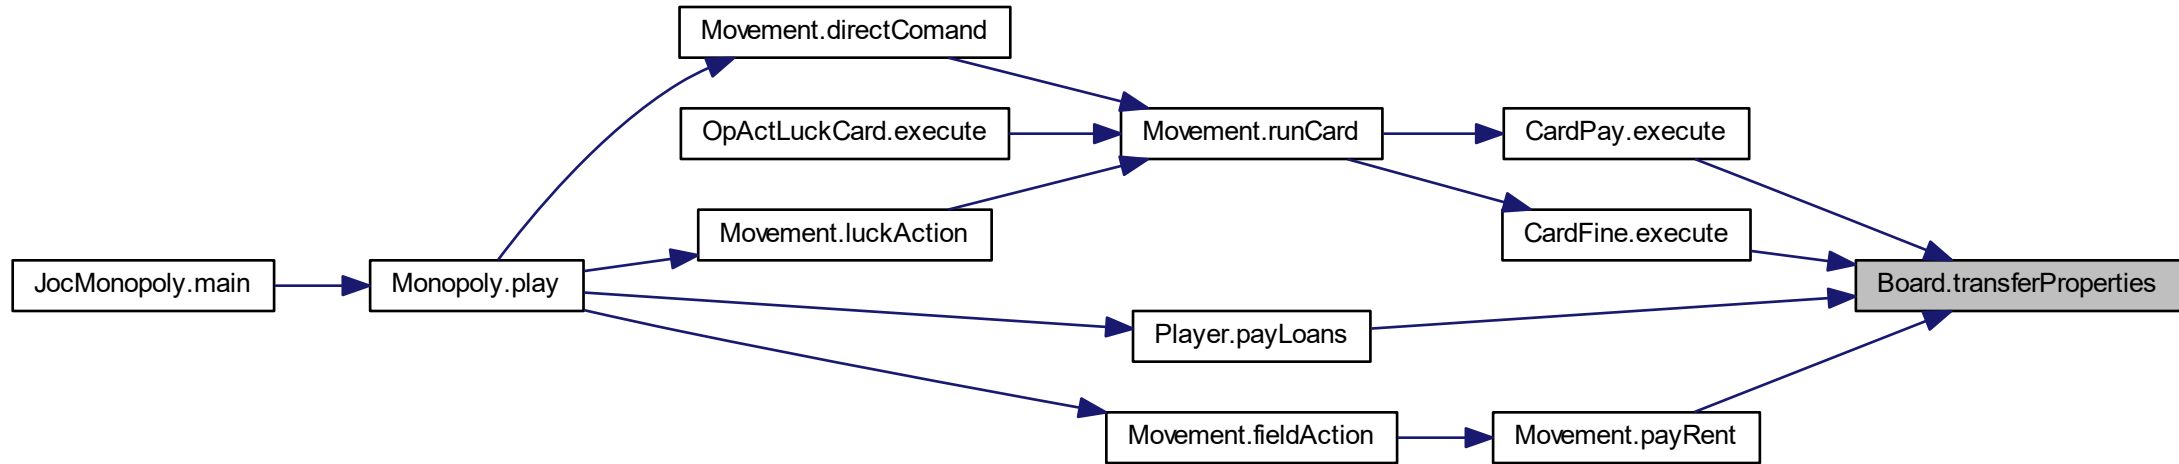 Movement.directComand
OpActLuckCard.execute
Movement.runCard
CardPay.execute
Movement.luckAction
CardFine.execute
JocMonopoly.main
Monopoly.play
Board.transferProperties
Player.payLoans
Movement.fieldAction
Movement.payRent